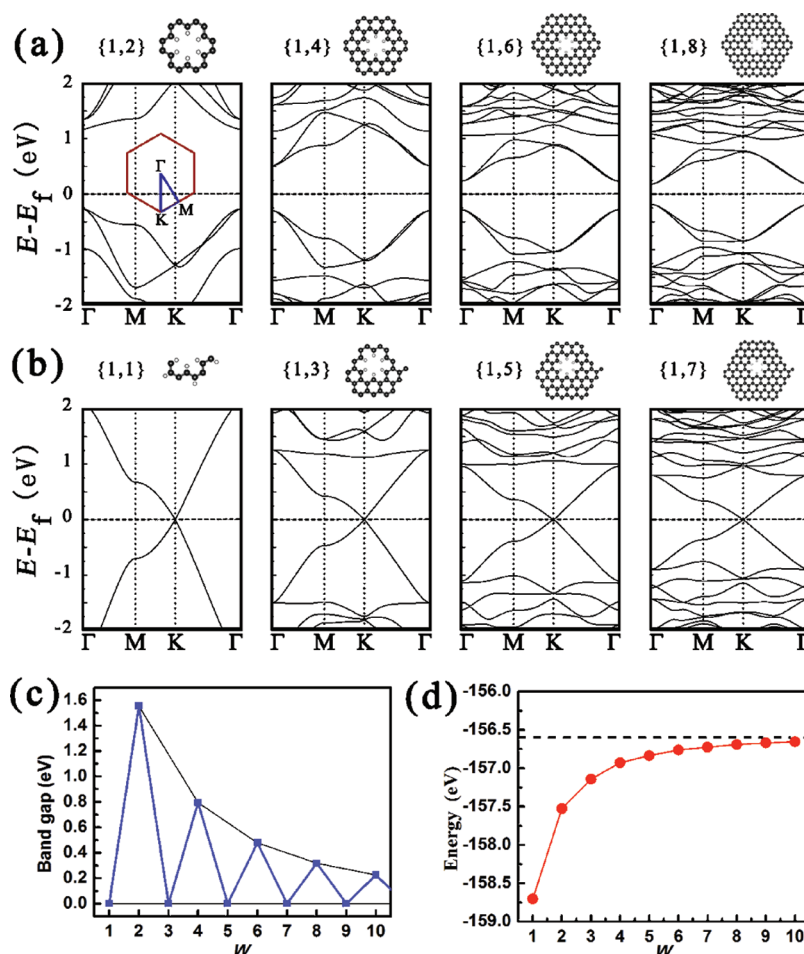 (a) {1,2} {1,4} {1,6} {1,8}
2
1
0
-1
-2
E-Ef (eV)
Γ
M
K
Γ M K Γ Γ M K Γ Γ M K Γ Γ M K Γ
(b) {1,1} {1,3} {1,5} {1,7}
2
1
0
-1
-2
E-Ef (eV)
Γ M K Γ Γ M K Γ Γ M K Γ Γ M K Γ
(c)
1.6
1.4
1.2
1.0
0.8
0.6
0.4
0.2
0.0
Band gap (eV)
1 2 3 4 5 6 7 8 9 10
W
(d)
-156.0
-156.5
-157.0
-157.5
-158.0
-158.5
-159.0
Energy (eV)
1 2 3 4 5 6 7 8 9 10
W